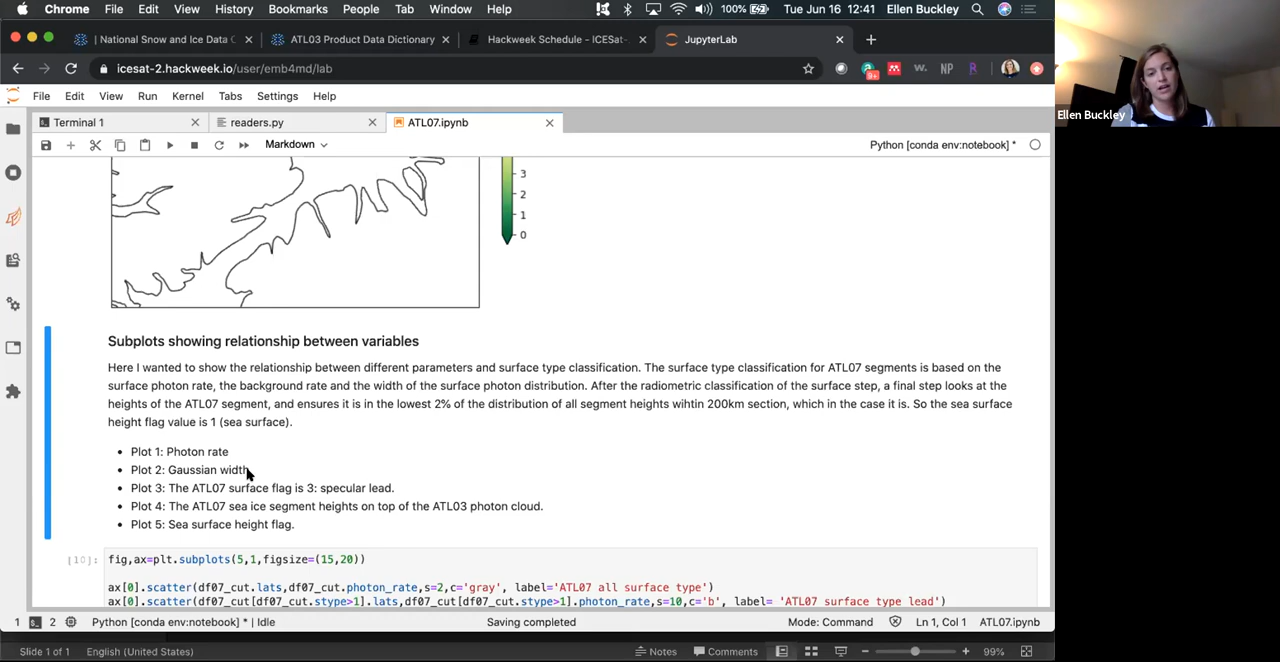 Chrome File Edit View History Bookmarks People Tab Window Help 100% Tue Jun 16 12:41 Ellen Buckley
| National Snow and Ice Data C ATL03 Product Data Dictionary Hackweek Schedule - ICESat- JupyterLab
icesat-2.hackweek.io/user/emb4md/lab 9+ W. NP R
File Edit View Run Kernel Tabs Settings Help
Ellen Buckley
Terminal 1 readers.py ATL07.ipynb
Markdown Python [conda env:notebook] *
3
2
1
0
Subplots showing relationship between variables
Here I wanted to show the relationship between different parameters and surface type classification. The surface type classification for ATL07 segments is based on the
surface photon rate, the background rate and the width of the surface photon distribution. After the radiometric classification of the surface step, a final step looks at the
heights of the ATL07 segment, and ensures it is in the lowest 2% of the distribution of all segment heights wihtin 200km section, which in the case it is. So the sea surface
height flag value is 1 (sea surface).
• Plot 1: Photon rate
• Plot 2: Gaussian width
• Plot 3: The ATL07 surface flag is 3: specular lead.
• Plot 4: The ATL07 sea ice segment heights on top of the ATL03 photon cloud.
• Plot 5: Sea surface height flag.
[10]: fig,ax=plt.subplots(5,1,figsize=(15,20))
ax[0].scatter(df07_cut.lats,df07_cut.photon_rate,s=2,c='gray', label='ATL07 all surface type')
ax[0].scatter(df07_cut[df07_cut.stype>1].lats,df07_cut[df07_cut.stype>1].photon_rate,s=10,c='b', label= 'ATL07 surface type lead')
1 2 Python [conda env:notebook] * | Idle Saving completed Mode: Command Ln 1, Col 1 ATL07.ipynb
Slide 1 of 1 English (United States) Notes Comments 99%